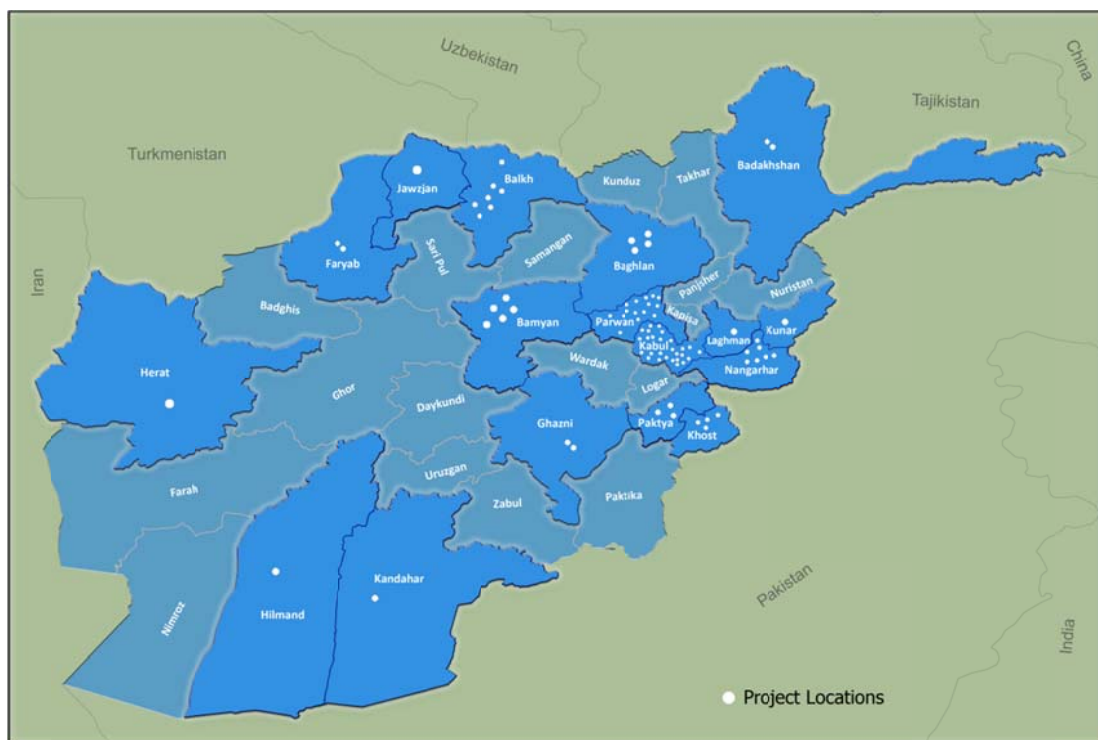 Uzbekistan
China
Tajikistan
Turkmenistan
Iran
Badakhshan
Kunduz
Takhar
Jawzjan
Balkh
Faryab
Sari Pul
Samangan
Baghlan
Badghis
Panjsher
Nuristan
Bamyan
Parwan
Kapisa
Kabul
Laghman
Kunar
Nangarhar
Herat
Ghor
Wardak
Logar
Daykundi
Ghazni
Paktya
Khost
Uruzgan
Farah
Zabul
Paktika
Kandahar
Hilmand
Nimroz
Pakistan
India
Project Locations